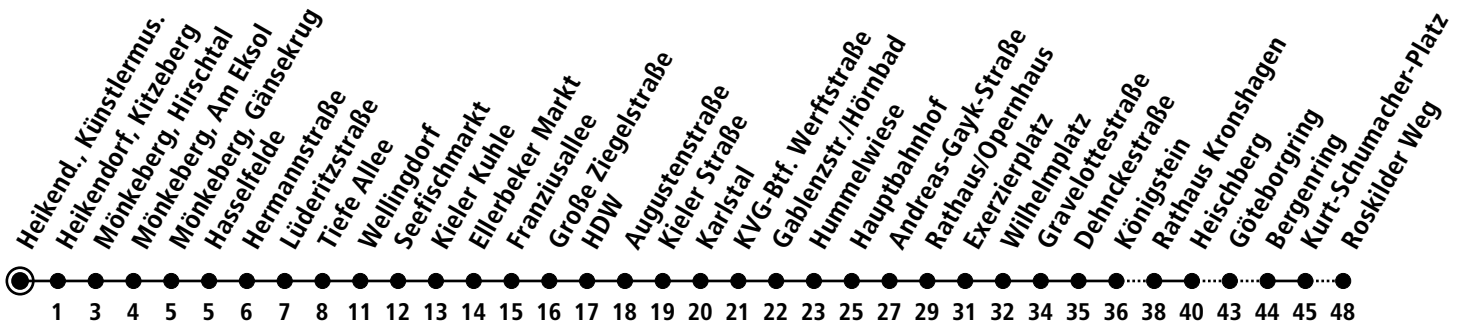 Heikend., Künstlermus.
Heikendorf, Kitzeberg
Mönkeberg, Hirschtal
Mönkeberg, Am Eksol
Mönkeberg, Gänsekrug
Hasselfelde
Hermannstraße
Lüderitzstraße
Tiefe Allee
Wellingdorf
Seefischmarkt
Kieler Kuhle
Ellerbeker Markt
Franziusallee
Große Ziegelstraße
HDW
Augustenstraße
Kieler Straße
Karlstal
KVG-Btf. Werftstraße
Gablenzstr./Hörnbad
Hummelwiese
Hauptbahnhof
Andreas-Gayk-Straße
Rathaus/Opernhaus
Exerzierplatz
Wilhelmplatz
Gravelottestraße
Dehnckestraße
Königstein
Rathaus Kronshagen
Heischberg
Göteborgring
Bergenring
Kurt-Schumacher-Platz
Roskilder Weg
1 3 4 5 5 6 7 8 11 12 13 14 15 16 17 18 19 20 21 22 23 25 27 29 31 32 34 35 36 38 40 43 44 45 48